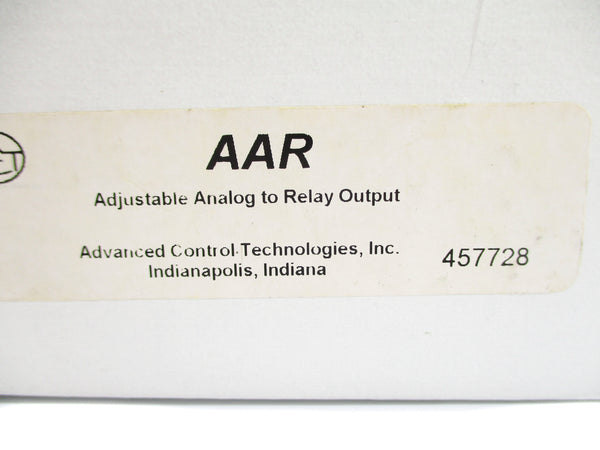 AAR
Adjustable Analog to Relay Output
Advanced Control Technologies, Inc.
Indianapolis, Indiana
457728